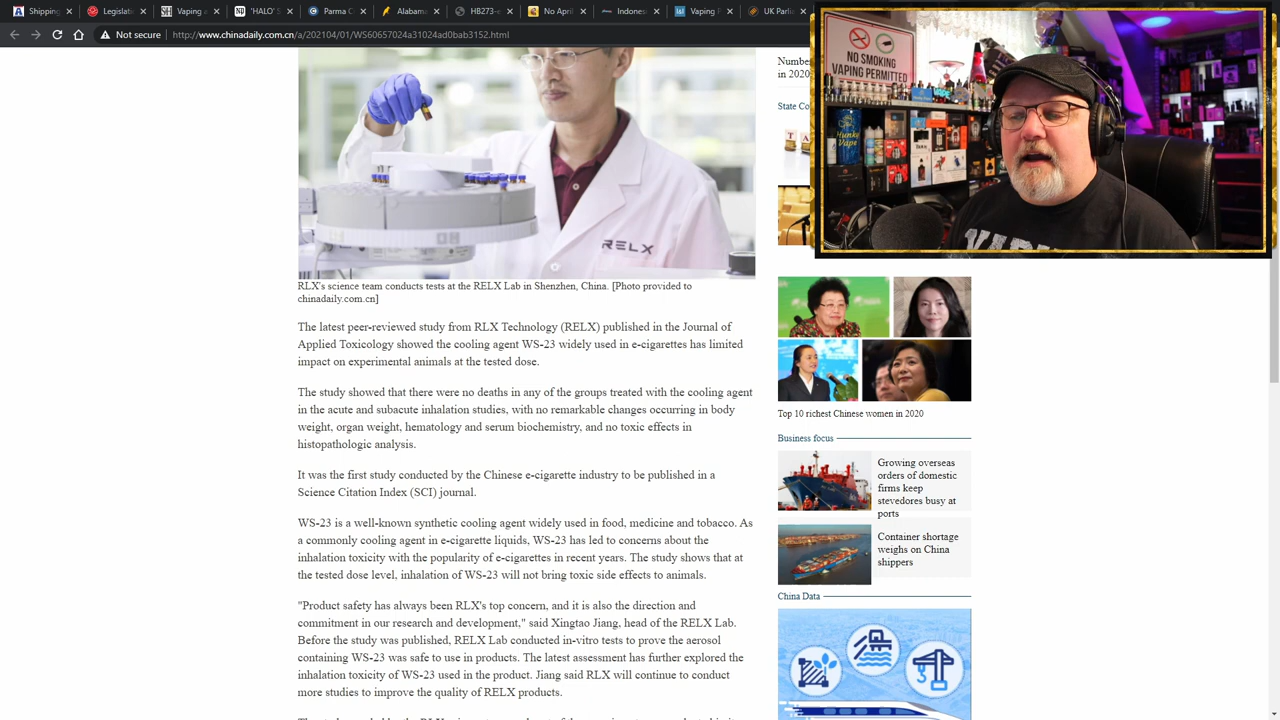 Shipping
Not secure
http://www.chinadaily.com.cn/a/202104/09/
NO SMOKING
VAPING PERMITTED
Hunky
Vape
RELX
RLX's science team conducts tests at the RELX Lab in Shenzhen, China. [Photo provided to
chinadaily.com.cn]
The latest peer-reviewed study from RLX Technology (RELX) published in the Journal of
Applied Toxicology showed the cooling agent WS-23 widely used in e-cigarettes has limited
impact on experimental animals at the tested dose.
The study showed that there were no deaths in any of the groups treated with the cooling agent
in the acute and subacute inhalation studies, with no remarkable changes occurring in body
weight, organ weight, hematology and serum biochemistry, and no toxic effects in
histopathologic analysis.
It was the first study conducted by the Chinese e-cigarette industry to be published in a
Science Citation Index (SCI) journal.
WS-23 is a well-known synthetic cooling agent widely used in food, medicine and tobacco. As
a commonly cooling agent in e-cigarette liquids, WS-23 has led to concerns about the
inhalation toxicity with the popularity of e-cigarettes in recent years. The study shows that at
the tested dose level, inhalation of WS-23 will not bring toxic side effects to animals.
"Product safety has always been RLX's top concern, and it is also the direction and
commitment in our research and development," said Xingtao Jiang, head of the RELX Lab.
Before the study was published, RELX Lab conducted in-vitro tests to prove the aerosol
containing WS-23 was safe to use in products. The latest assessment has further explored the
inhalation toxicity of WS-23 used in the product. Jiang said RLX will continue to conduct
more studies to improve the quality of RELX products.
Number
in 2020
State Co
Top 10 richest Chinese women in 2020
Business focus
Growing overseas
orders of domestic
firms keep
stevedores busy at
ports
Container shortage
weighs on China
shippers
China Data